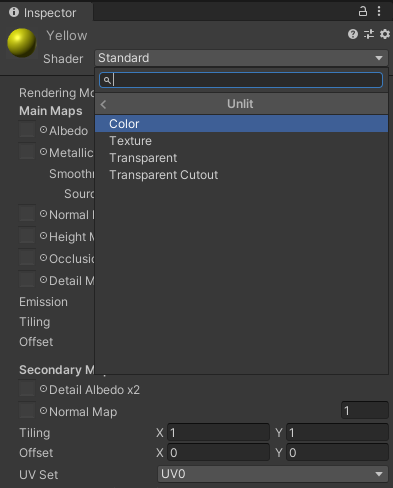 Inspector
Yellow
Shader Standard
Unlit
Color
Texture
Transparent
Transparent Cutout
Rendering Mo
Main Maps
Albedo
Metallic
Smoothn
Sour
Normal
Height M
Occlusio
Detail M
Emission
Tiling
Offset
Secondary M
Detail Albedo x2
Normal Map 1
Tiling X 1 Y 1
Offset X 0 Y 0
UV Set UV0